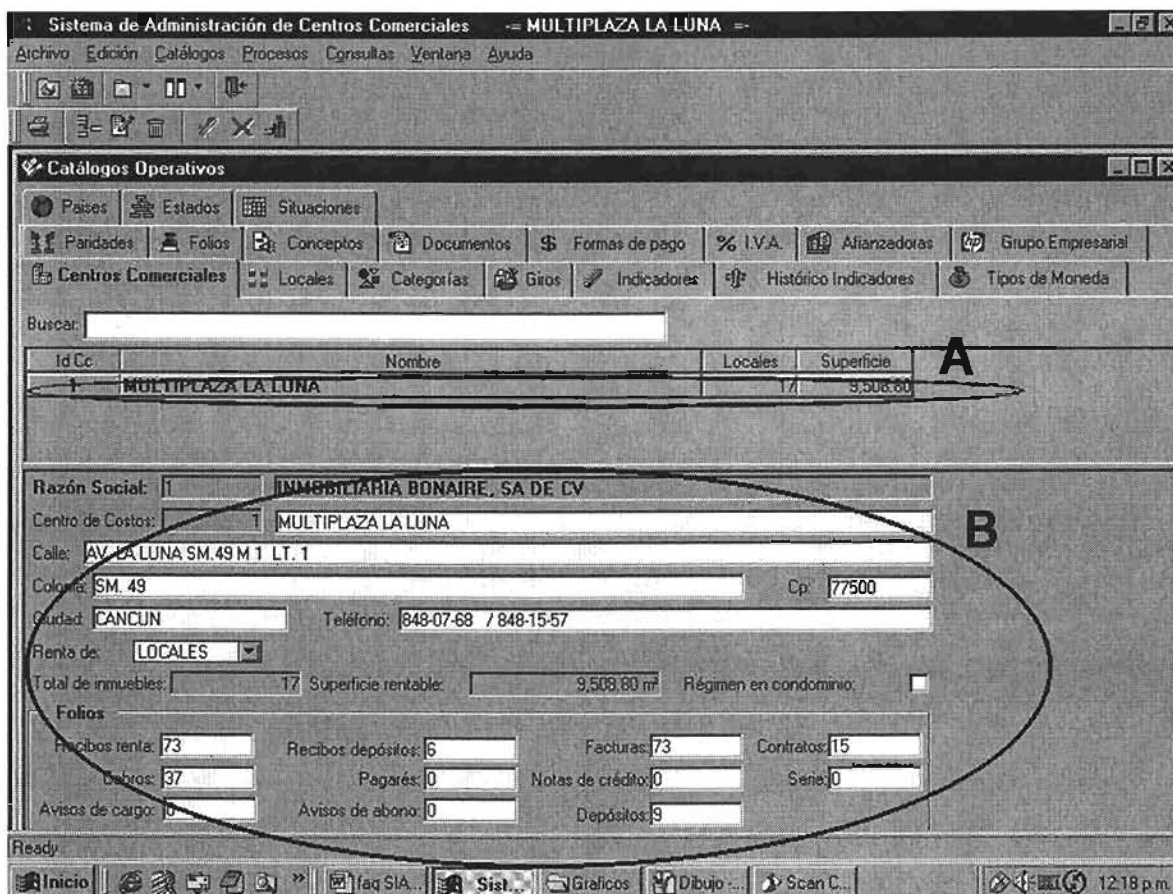 Sistema de Administración de Centros Comerciales -= MULTIPLAZA LA LUNA =-
Archivo Edición Catálogos Procesos Consultas Ventana Ayuda
Catálogos Operativos
Paises Estados Situaciones
Paridades Folios Conceptos Documentos $ Formas de pago % I.V.A. Afianzadoras hp Grupo Empresarial
Centros Comerciales Locales Categorías Giros Indicadores Histórico Indicadores Tipos de Moneda
Buscar:
A
Id Cc Nombre Locales Superficie
1 MULTIPLAZA LA LUNA 17 9,508.80
B
Razón Social: 1 INMOBILIARIA BONAIRE, SA DE CV
Centro de Costos: 1 MULTIPLAZA LA LUNA
Calle: AV. LA LUNA SM.49 M 1 LT. 1
Colonia: SM. 49 Cp: 77500
Ciudad: CANCUN Teléfono: 848-07-68 / 848-15-57
Renta de: LOCALES
Total de inmuebles: 17 Superficie rentable: 9,508.80 m² Régimen en condominio:
Folios
Recibos renta: 73 Recibos depósitos: 6 Facturas: 73 Contratos: 15
Cobros: 37 Pagarés: 0 Notas de crédito: 0 Serie: 0
Avisos de cargo: 0 Avisos de abono: 0 Depósitos: 9
Ready
Inicio » faq SIA... Sist... Graficos Dibujo -... Scan C... 12:18 p.m.